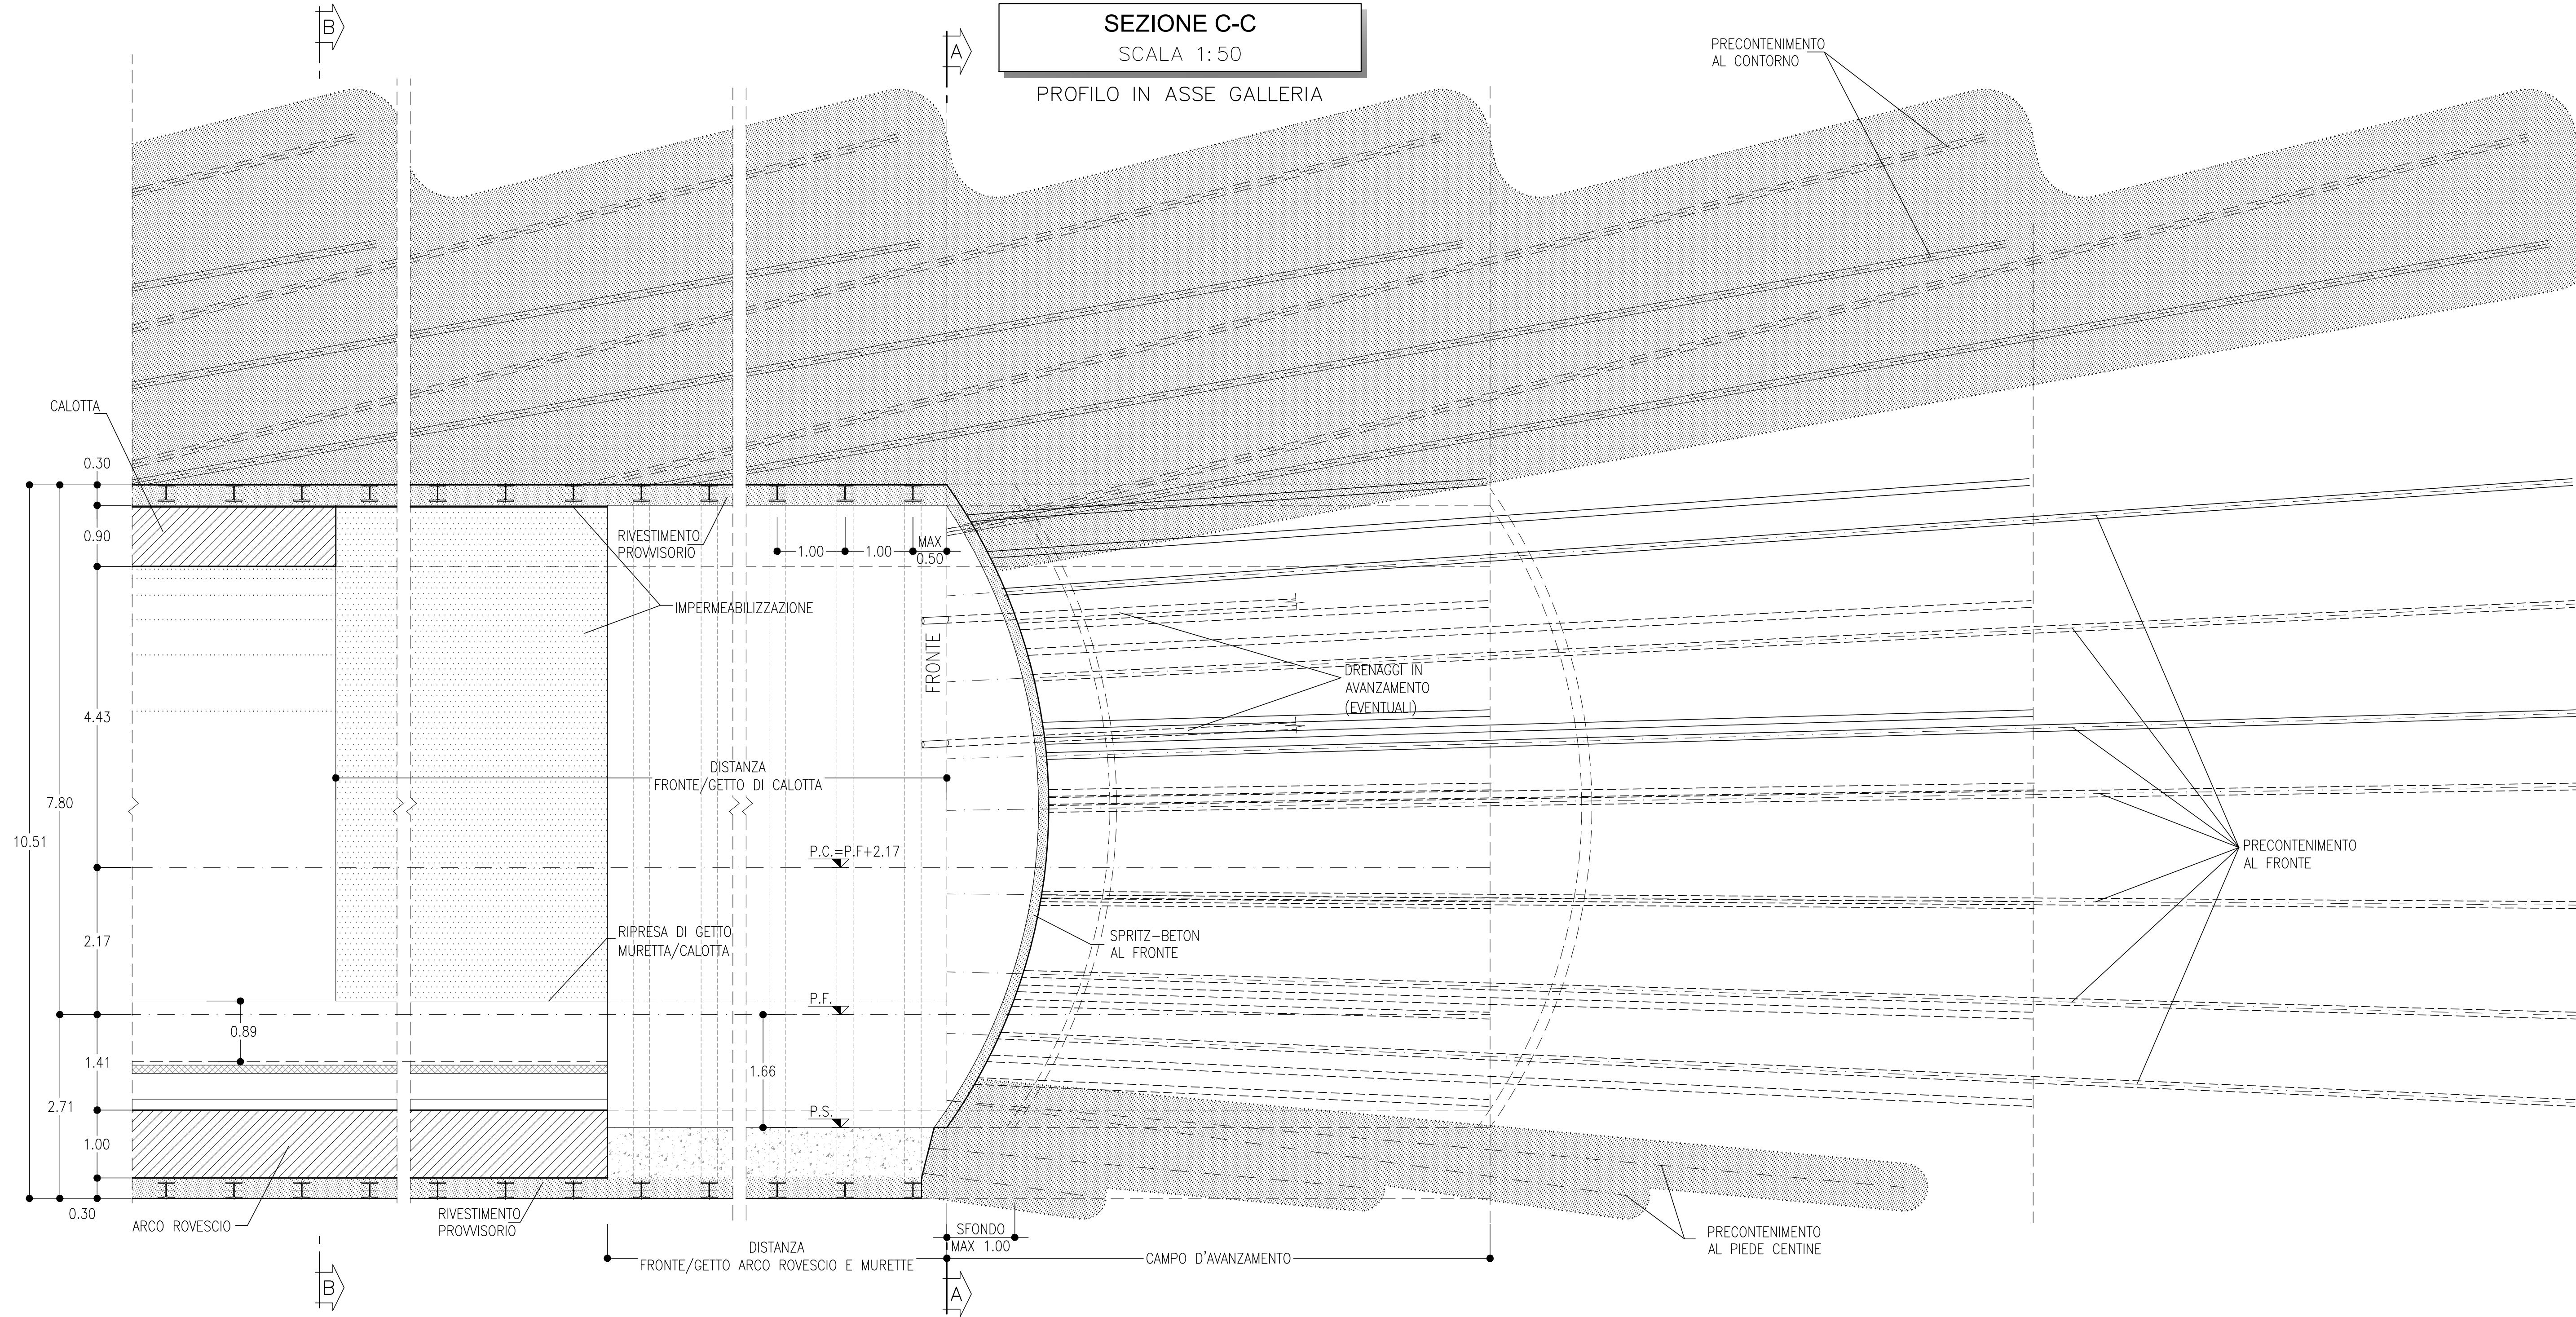 B
A
SEZIONE C-C
SCALA 1:50
PROFILO IN ASSE GALLERIA
PRECONTENIMENTO
AL CONTORNO
CALOTTA
0.30
0.90
RIVESTIMENTO
PROVVISORIO
1.00
1.00
MAX
0.50
IMPERMEABILIZZAZIONE
FRONTE
DRENAGGI IN
AVANZAMENTO
(EVENTUALI)
4.43
DISTANZA
FRONTE/GETTO DI CALOTTA
7.80
10.51
P.C.=P.F+2.17
PRECONTENIMENTO
AL FRONTE
2.17
RIPRESA DI GETTO
MURETTA/CALOTTA
SPRITZ-BETON
AL FRONTE
P.F.
0.89
1.41
1.66
2.71
P.S.
1.00
0.30
ARCO ROVESCIO
RIVESTIMENTO
PROVVISORIO
SFONDO
MAX 1.00
DISTANZA
FRONTE/GETTO ARCO ROVESCIO E MURETTE
CAMPO D'AVANZAMENTO
PRECONTENIMENTO
AL PIEDE CENTINE
B
A